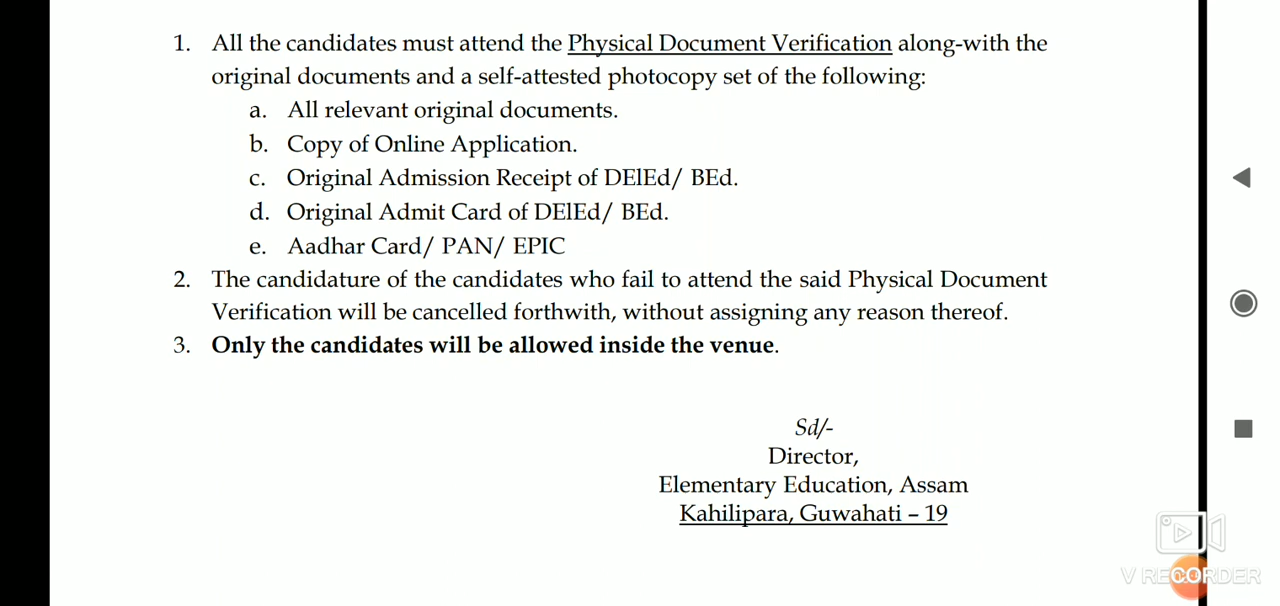 1. All the candidates must attend the Physical Document Verification along-with the
original documents and a self-attested photocopy set of the following:
a. All relevant original documents.
b. Copy of Online Application.
c. Original Admission Receipt of DElEd/ BEd.
d. Original Admit Card of DElEd/ BEd.
e. Aadhar Card/ PAN/ EPIC
2. The candidature of the candidates who fail to attend the said Physical Document
Verification will be cancelled forthwith, without assigning any reason thereof.
3. Only the candidates will be allowed inside the venue.
Sd/-
Director,
Elementary Education, Assam
Kahilipara, Guwahati – 19
V RECORDER